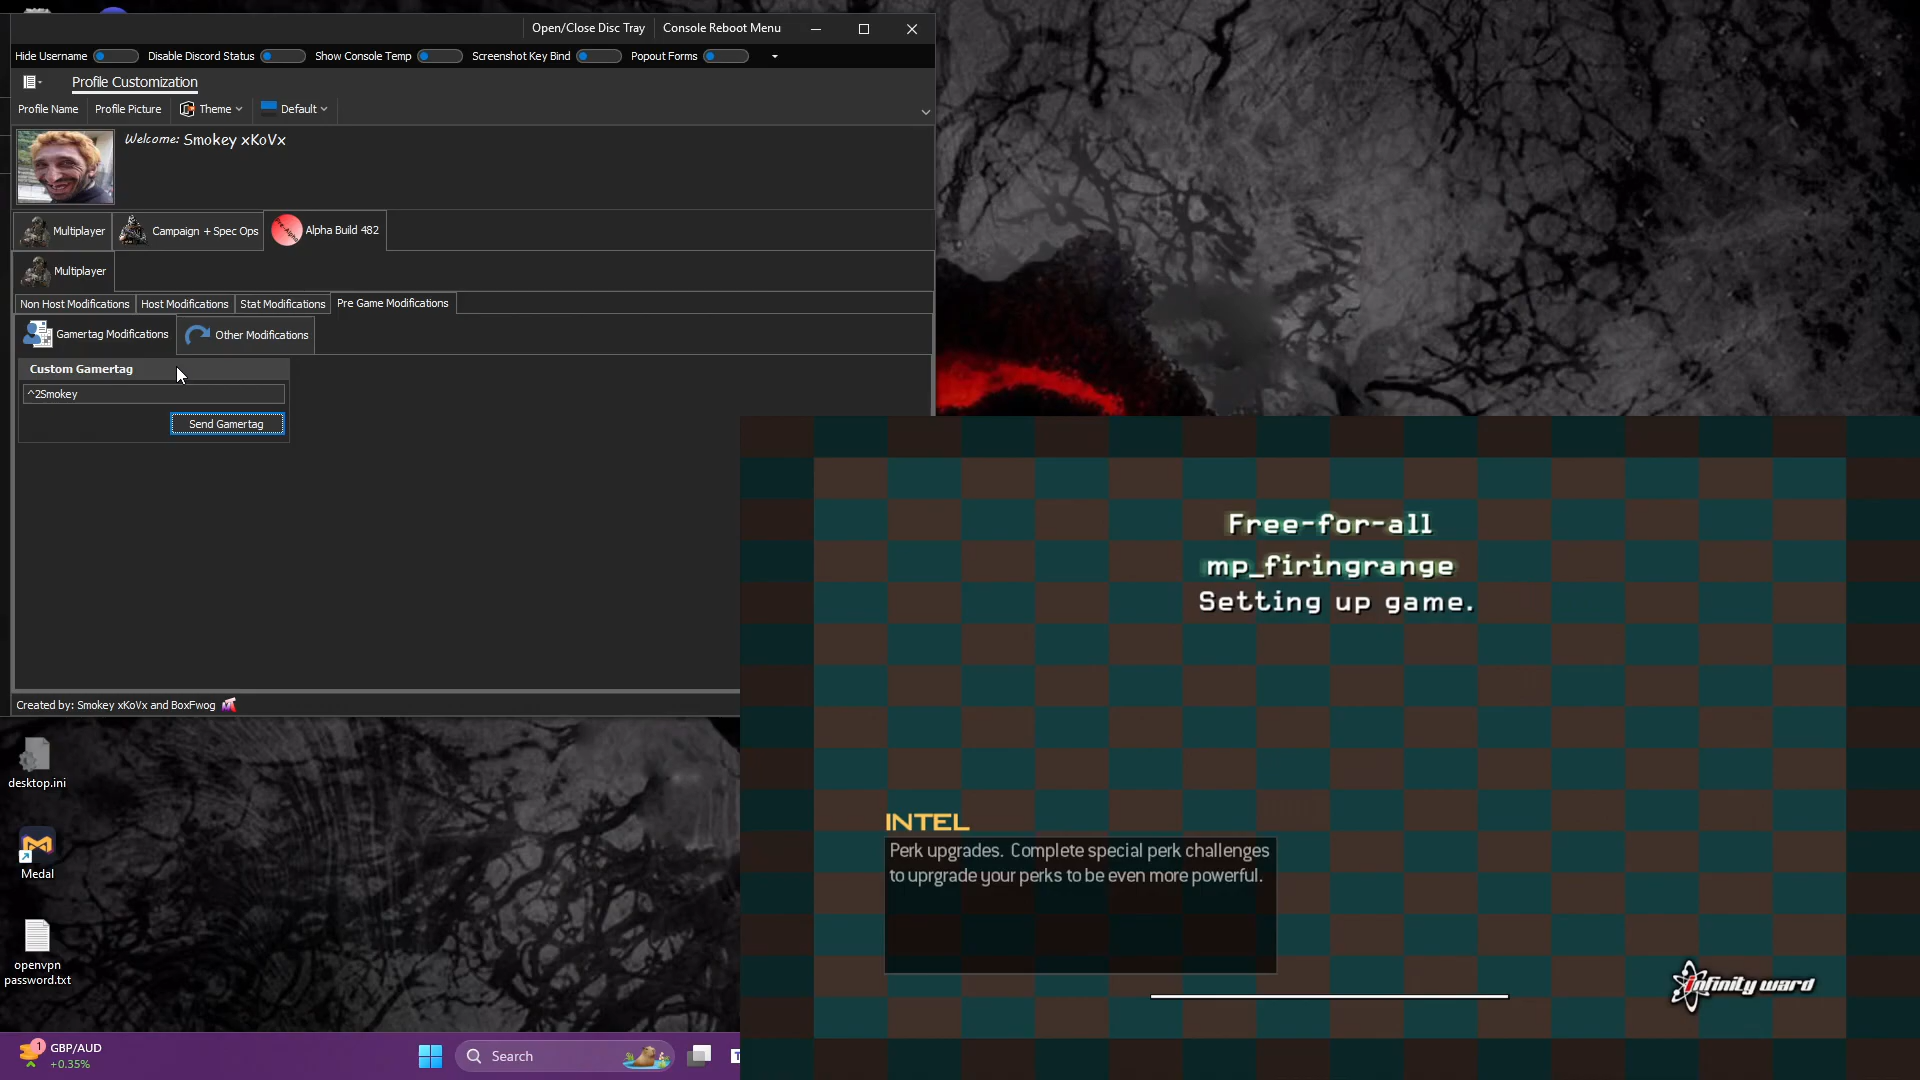 Open/Close Disc Tray Console Reboot Menu
Hide Username Disable Discord Status Show Console Temp Screenshot Key Bind Popout Forms
Profile Customization
Profile Name Profile Picture Theme Default
Welcome: Smokey xKoVx
Multiplayer Campaign + Spec Ops Pre-Alpha Alpha Build 482
Multiplayer
Non Host Modifications Host Modifications Stat Modifications Pre Game Modifications
Gamertag Modifications Other Modifications
Custom Gamertag
^2Smokey
Send Gamertag
Free-for-all
mp_firingrange
Setting up game.
INTEL
Perk upgrades. Complete special perk challenges
to uprgrade your perks to be even more powerful.
infinity ward
Created by: Smokey xKoVx and BoxFwog
desktop.ini
Medal
openvpn
password.txt
1 GBP/AUD
+0.35%
Search